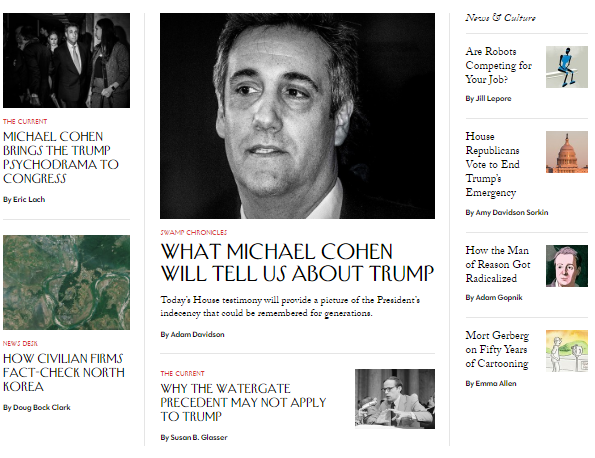 THE CURRENT
MICHAEL COHEN
BRINGS THE TRUMP
PSYCHODRAMA TO
CONGRESS
By Eric Lach
NEWS DESK
HOW CIVILIAN FIRMS
FACT-CHECK NORTH
KOREA
By Doug Bock Clark
SWAMP CHRONICLES
WHAT MICHAEL COHEN
WILL TELL US ABOUT TRUMP
Today's House testimony will provide a picture of the President's
indecency that could be remembered for generations.
By Adam Davidson
THE CURRENT
WHY THE WATERGATE
PRECEDENT MAY NOT APPLY
TO TRUMP
By Susan B. Glasser
News & Culture
Are Robots
Competing for
Your Job?
By Jill Lepore
House
Republicans
Vote to End
Trump's
Emergency
By Amy Davidson Sorkin
How the Man
of Reason Got
Radicalized
By Adam Gopnik
Mort Gerberg
on Fifty Years
of Cartooning
By Emma Allen